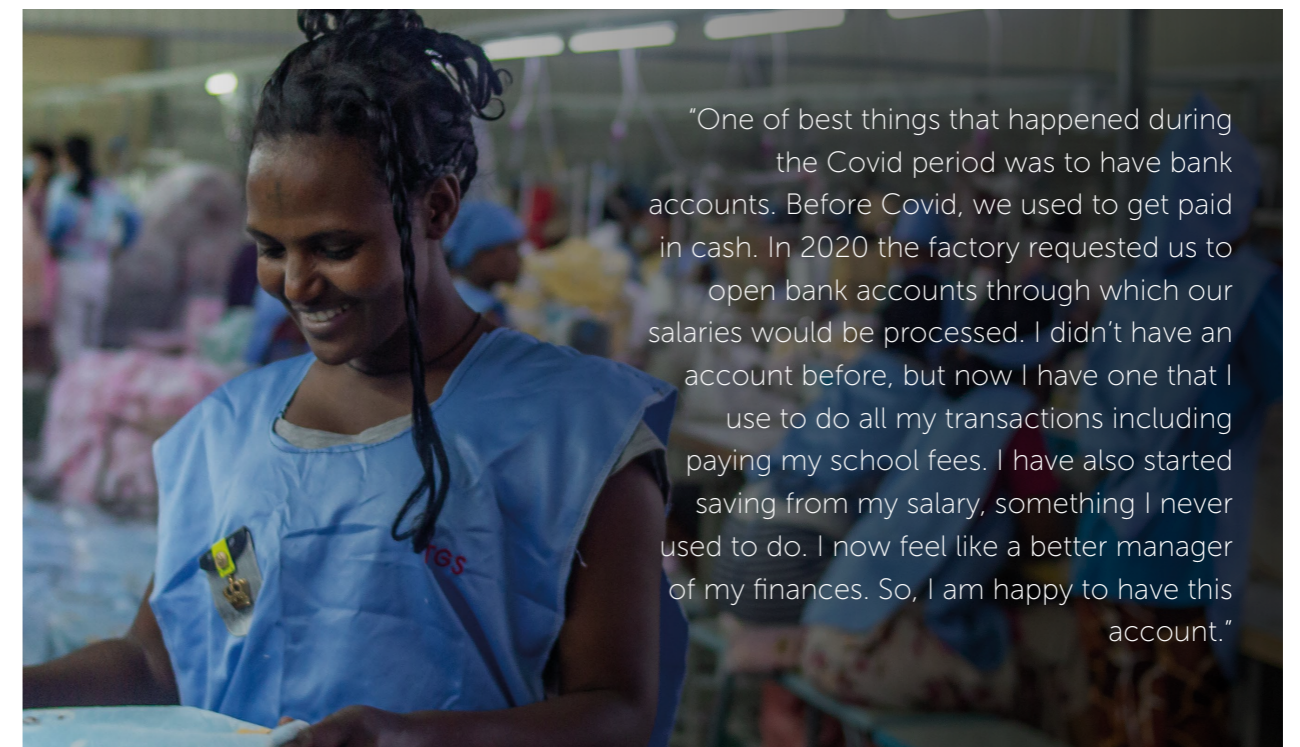 “One of best things that happened during
the Covid period was to have bank
accounts. Before Covid, we used to get paid
in cash. In 2020 the factory requested us to
open bank accounts through which our
salaries would be processed. I didn’t have an
account before, but now I have one that I
use to do all my transactions including
paying my school fees. I have also started
saving from my salary, something I never
used to do. I now feel like a better manager
of my finances. So, I am happy to have this
account.”
TGS